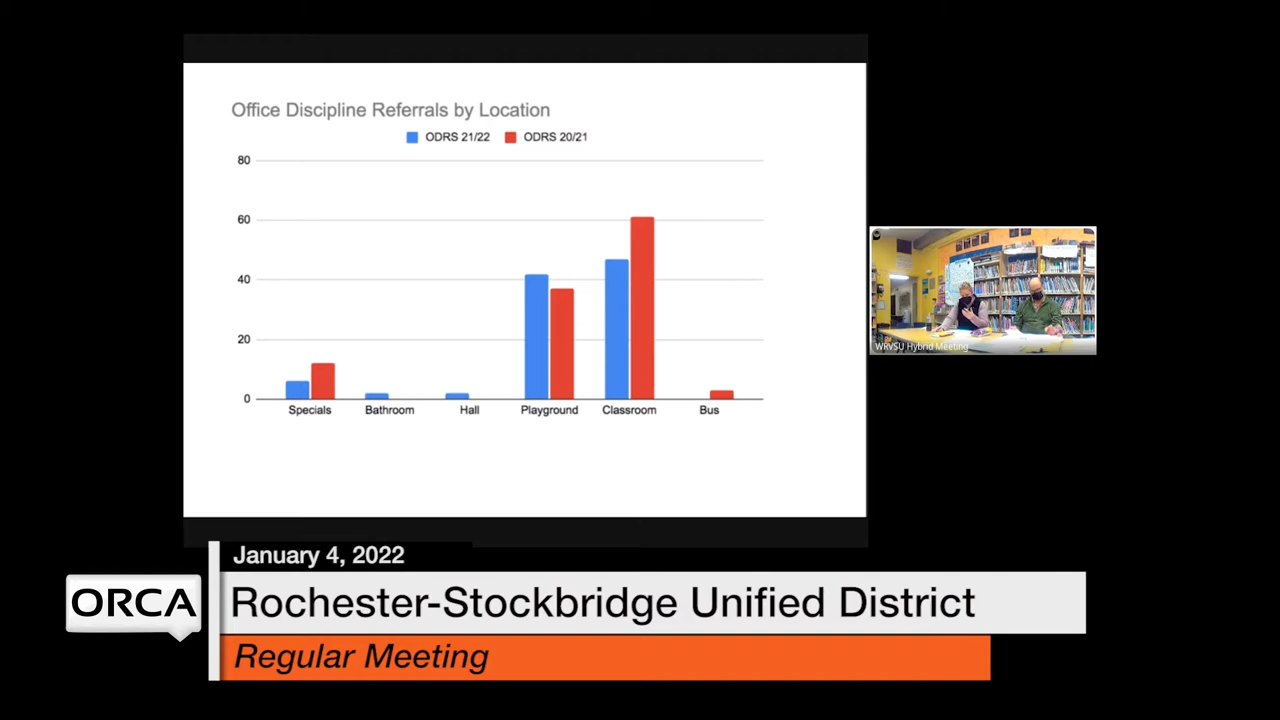 Office Discipline Referrals by Location
ODRS 21/22 ODRS 20/21
80
60
40
20
0
Specials Bathroom Hall Playground Classroom Bus
WRVSU Hybrid Meeting
January 4, 2022
ORCA
Rochester-Stockbridge Unified District
Regular Meeting